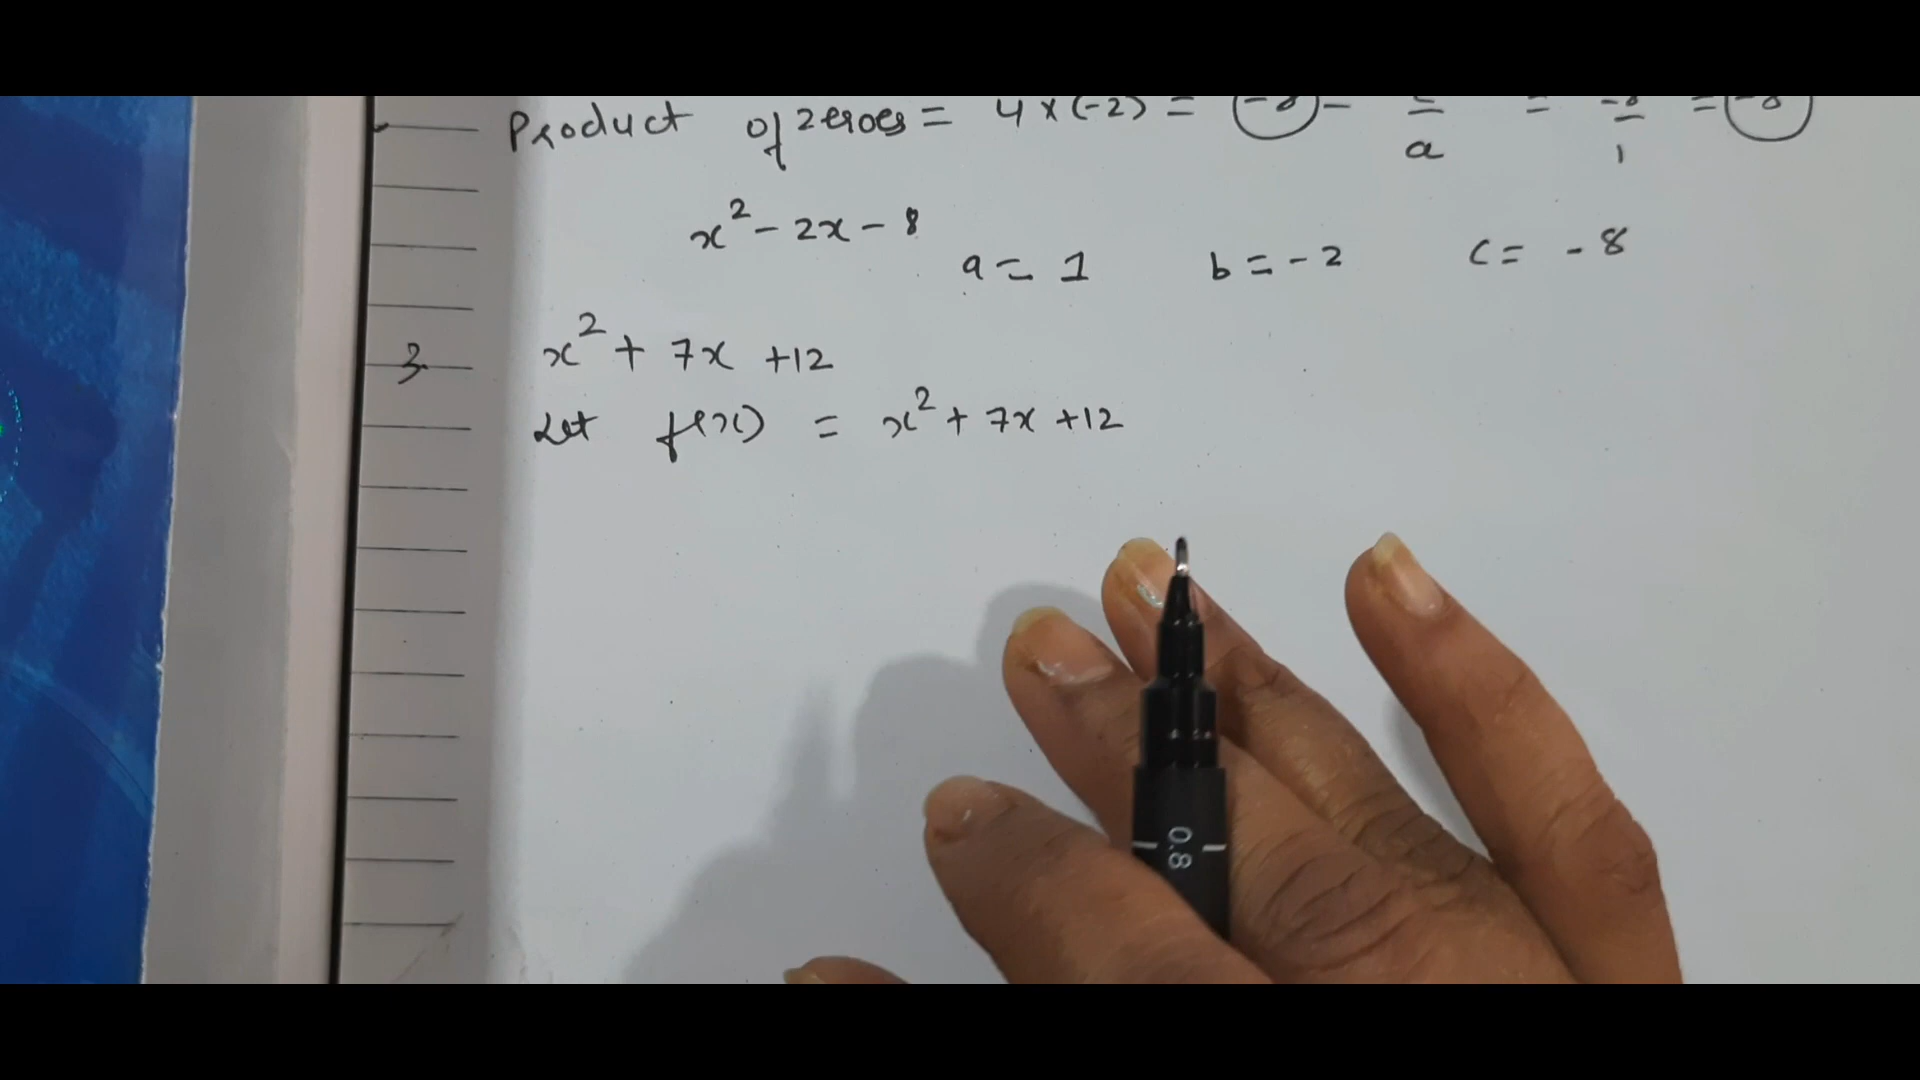 Product of zeroes = 4 x (-2) = -8 - c/a = -8/1 = -8
x² - 2x - 8
a = 1 b = -2 c = -8
3 x² + 7x + 12
Let f(x) = x² + 7x + 12
0.8